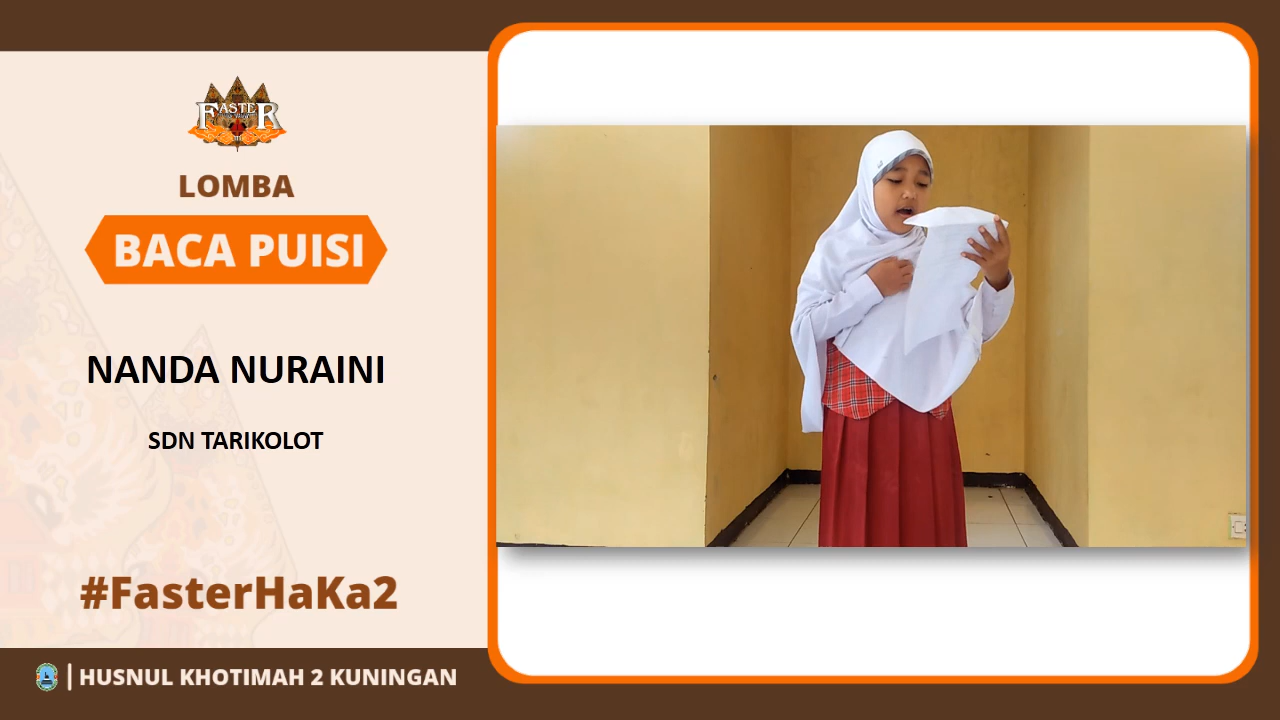 FASTER
LOMBA
BACA PUISI
NANDA NURAINI
SDN TARIKOLOT
#FasterHaKa2
HUSNUL KHOTIMAH 2 KUNINGAN